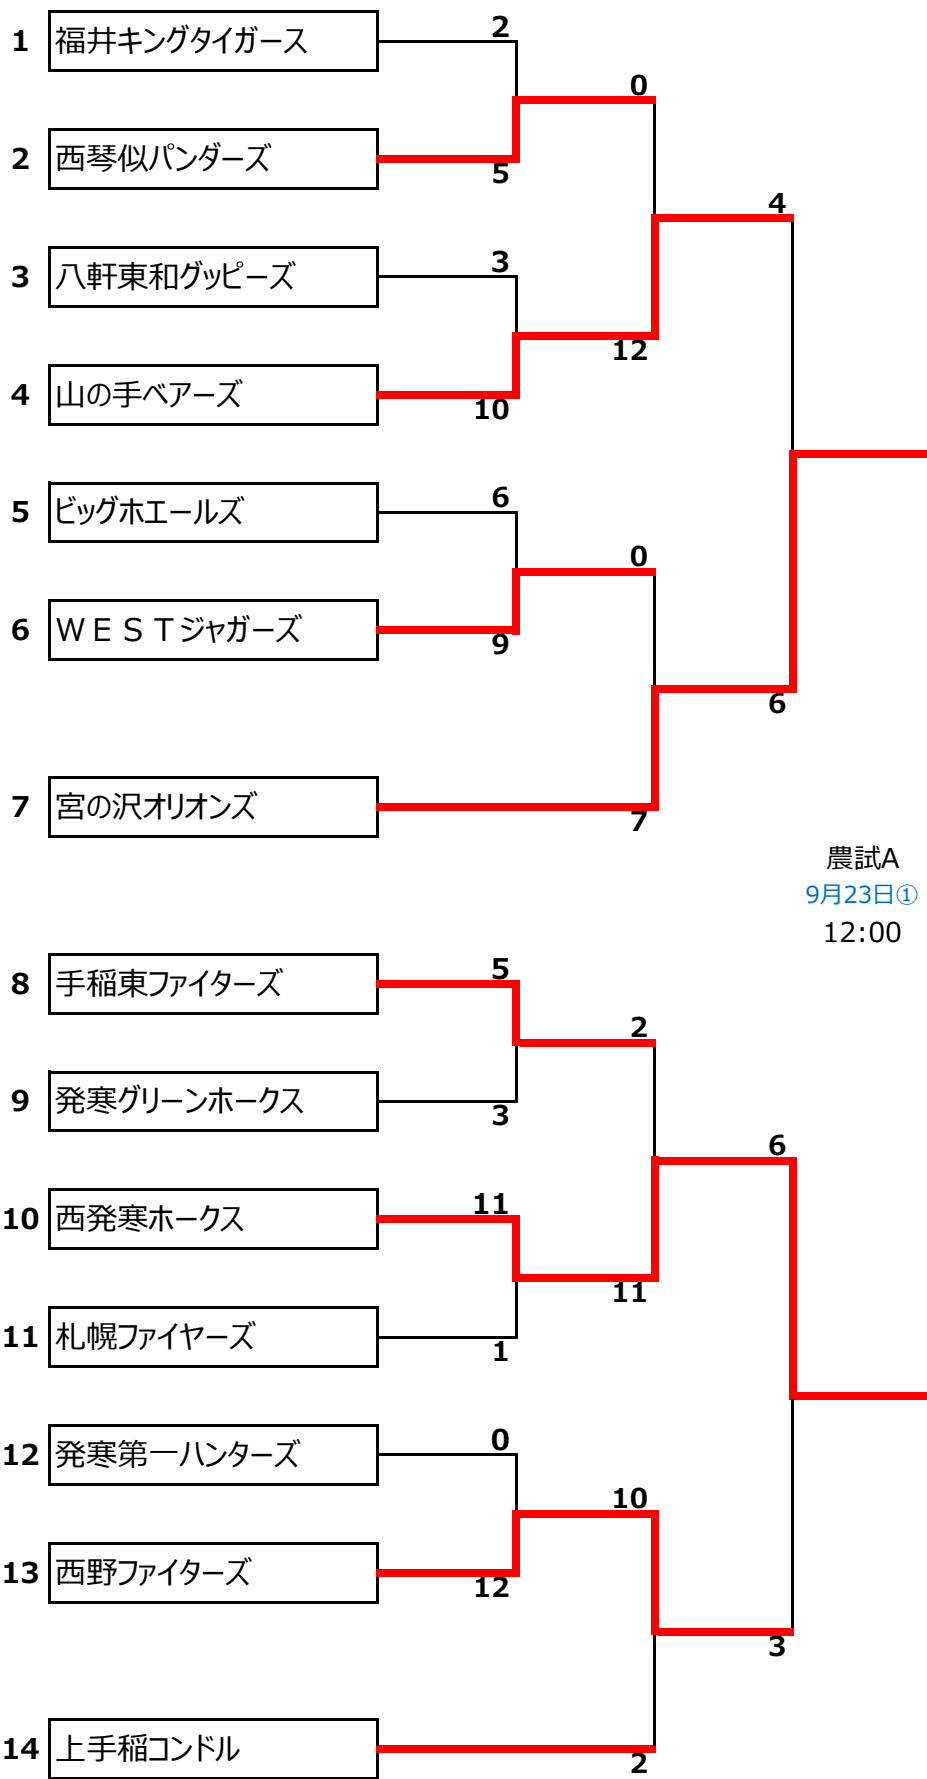 1 福井キングタイガース 2
0
2 西琴似パンダーズ 5
4
3 八軒東和グッピーズ 3
12
4 山の手ベアーズ 10
5 ビッグホエールズ 6
0
6 ＷＥＳＴジャガーズ 9
6
7 宮の沢オリオンズ 7
農試A
9月23日①
12:00
8 手稲東ファイターズ 5
2
9 発寒グリーンホークス 3
6
10 西発寒ホークス 11
11
11 札幌ファイヤーズ 1
12 発寒第一ハンターズ 0
10
13 西野ファイターズ 12
3
14 上手稲コンドル 2